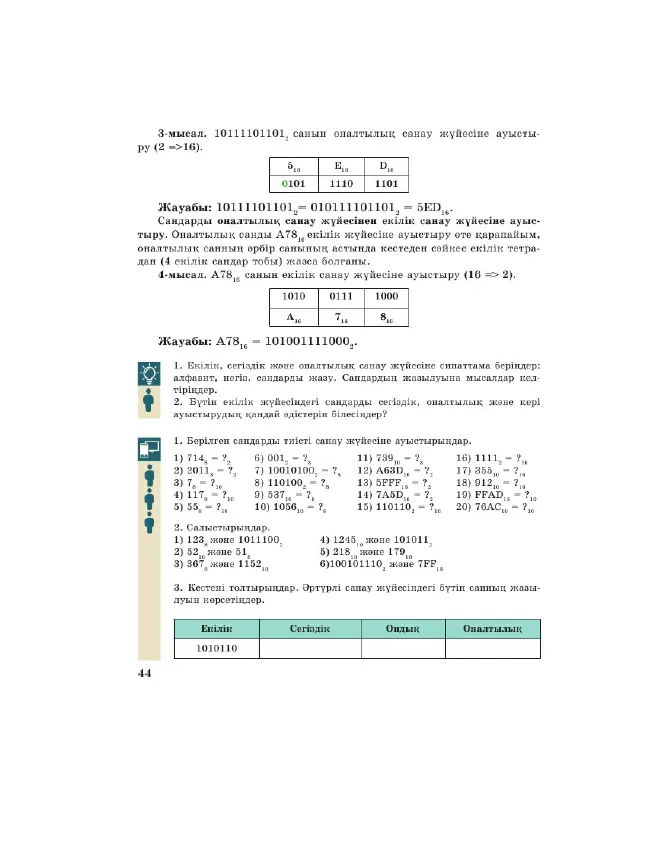 3-мысал. 10111101101₂ санын оналтылық санау жүйесіне ауысты-
ру (2 =>16).
5₁₆ E₁₆ D₁₆
0101 1110 1101
Жауабы: 10111101101₂= 010111101101₂ = 5ED₁₆.
Сандарды оналтылық санау жүйесінен екілік санау жүйесіне ауыс-
тыру. Оналтылық санды A78₁₆ екілік жүйесіне ауыстыру өте қарапайым,
оналтылық санның әрбір санының астында кестеден сәйкес екілік тетра-
дан (4 екілік сандар тобы) жазса болғаны.
4-мысал. A78₁₆ санын екілік санау жүйесіне ауыстыру (16 => 2).
1010 0111 1000
A₁₆ 7₁₆ 8₁₆
Жауабы: A78₁₆ = 101001111000₂.
1. Екілік, сегіздік және оналтылық санау жүйесіне сипаттама беріңдер:
алфавит, негіз, сандарды жазу. Сандардың жазылуына мысалдар кел-
тіріңдер.
2. Бүтін екілік жүйесіндегі сандарды сегіздік, оналтылық және кері
ауыстырудың қандай әдістерін білесіңдер?
1. Берілген сандарды тиісті санау жүйесіне ауыстырыңдар.
1) 714₈ = ?₂ 6) 001₂ = ?₈ 11) 739₁₀ = ?₈ 16) 1111₂ = ?₁₆
2) 2011₈ = ?₂ 7) 10010100₂ = ?₈ 12) A63D₁₆ = ?₂ 17) 355₁₀ = ?₁₆
3) 7₈ = ?₁₀ 8) 110100₂ = ?₈ 13) 5FFF₁₆ = ?₂ 18) 912₁₀ = ?₁₆
4) 117₈ = ?₁₀ 9) 537₁₀ = ?₈ 14) 7A5D₁₆ = ?₂ 19) FFAD₁₆ = ?₁₀
5) 55₈ = ?₁₀ 10) 1056₁₀ = ?₈ 15) 110110₂ = ?₁₆ 20) 76AC₁₆ = ?₁₀
2. Салыстырыңдар.
1) 123₈ және 1011100₂ 4) 1245₁₀ және 101011₂
2) 52₁₆ және 51₈ 5) 218₁₀ және 179₁₆
3) 367₈ және 1152₁₀ 6)100101110₂ және 7FF₁₆
3. Кестені толтырыңдар. Әртүрлі санау жүйесіндегі бүтін санның жазы-
луын көрсетіңдер.
Екілік Сегіздік Ондық Оналтылық
1010110
44